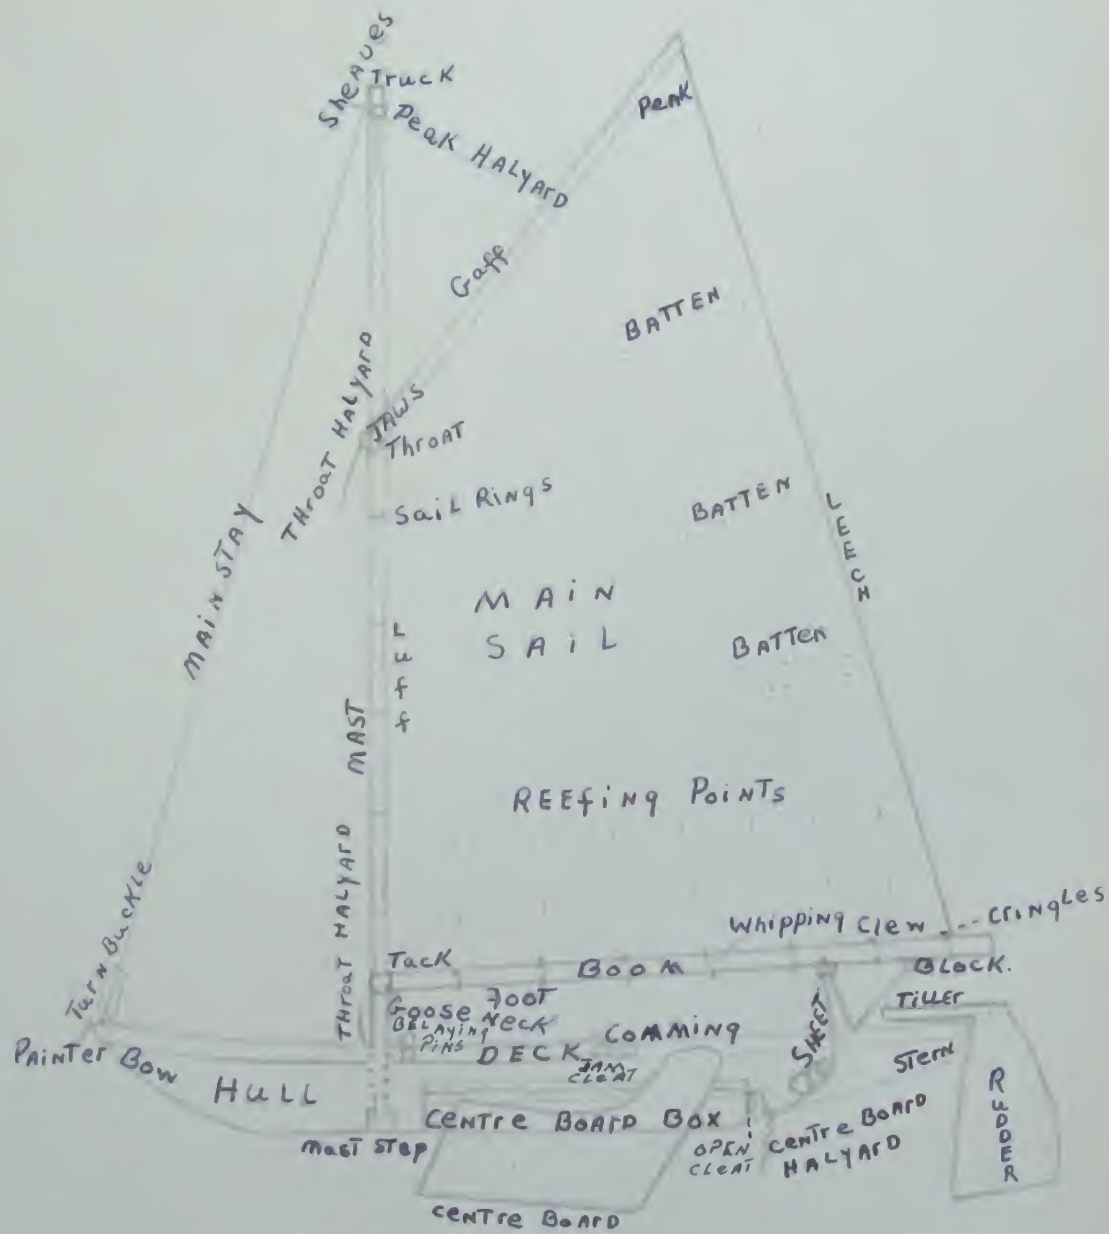 Sheaves
Truck
Peak HALyArD
Peak
Gaff
BATTEN
THroaT HALYArD
JAWS
ThroAT
SaiL Rings
BATTEN
LEECH
MAiN STAY
MAiN
SAiL
Luff
BATTen
MAST
REEfiNg PoiNTs
THroaT HALYArD
Turn BucKle
Whipping Clew --- CriNgLes
Tack
BOOM
BLock.
Foot
Goose Neck
TiLLer
BELAYing
PiNs
Comming
SHEET
DECK
STErN
PAiNTer Bow
HULL
JAM
CLEAT
RuDDER
CeNTre BoArD Box
MAST STep
OPEN
CLeAT
CeNTre BoArD
HALYArD
CeNTre BoArD